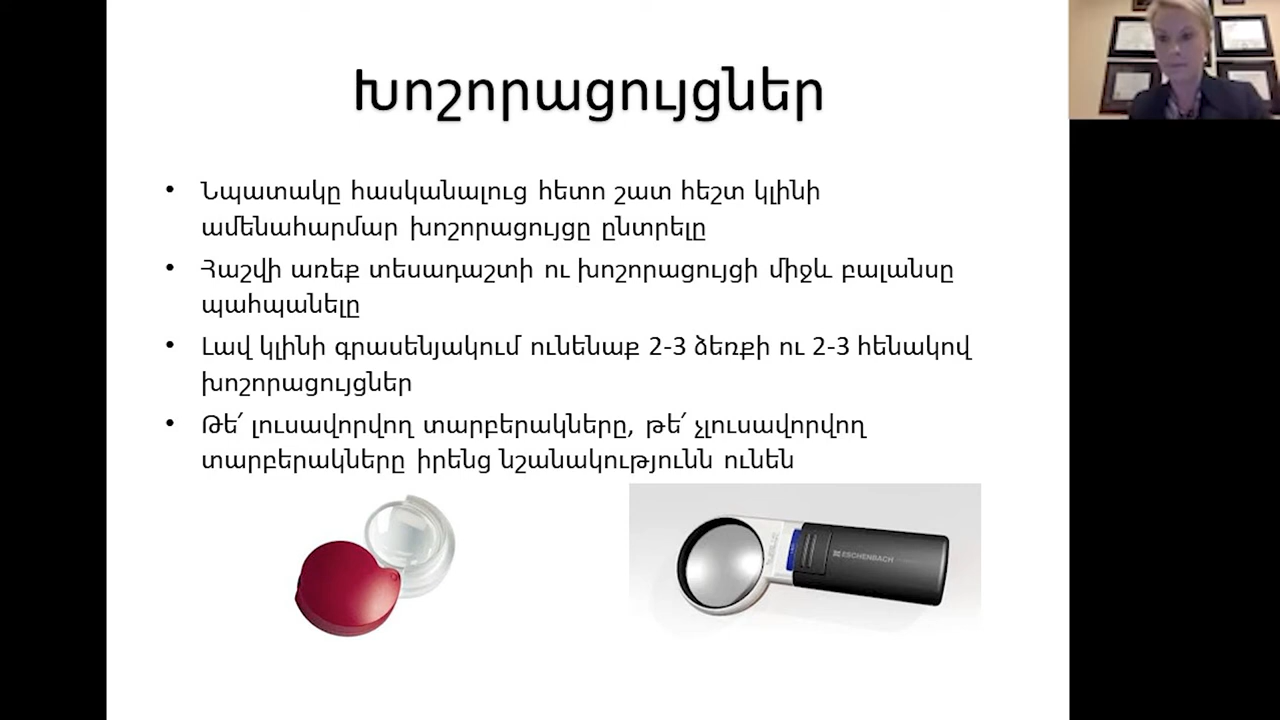 Խոշորացույցներ
• Նպատակը հասկանալուց հետո շատ հեշտ կլինի
ամենահարմար խոշորացույցը ընտրելը
• Հաշվի առեք տեսադաշտի ու խոշորացույցի միջև բալանսը
պահպանելը
• Լավ կլինի գրասենյակում ունենաք 2-3 ձեռքի ու 2-3 հենակով
խոշորացույցներ
• Թե՛ լուսավորվող տարբերակները, թե՛ չլուսավորվող
տարբերակները իրենց նշանակությունն ունեն
ESCHENBACH